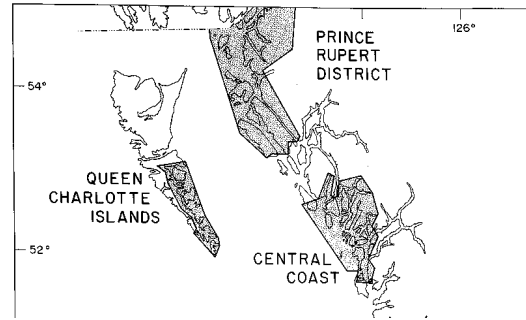 126°
PRINCE
RUPERT
DISTRICT
54°
QUEEN
CHARLOTTE
ISLANDS
52°
CENTRAL
COAST